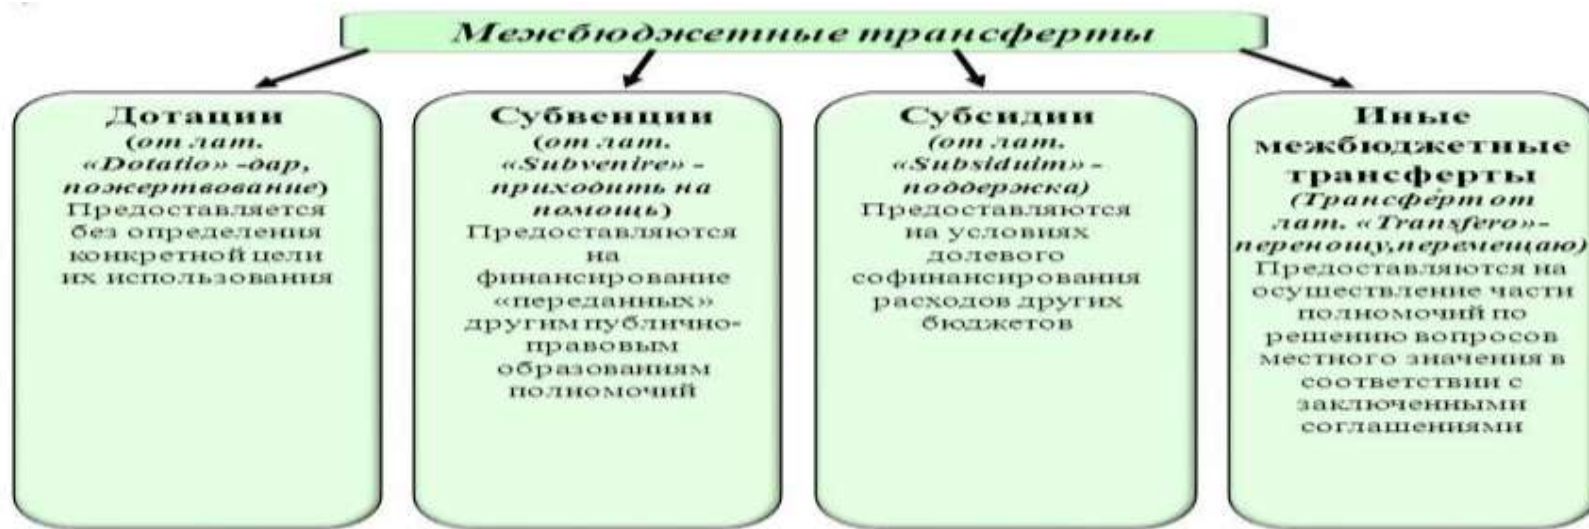 Межбюджетные трансферты
Дотации
(от лат.
«Dotatio» -дар,
пожертвование)
Предоставляется
без определения
конкретной цели
их использования
Субвенции
(от лат.
«Subvenire» -
приходить на
помощь)
Предоставляются
на
финансирование
«переданных»
другим публично-
правовым
образованиям
полномочий
Субсидии
(от лат.
«Subsiduim» -
поддержка)
Предоставляются
на условиях
долевого
софинансирования
расходов других
бюджетов
Иные
межбюджетные
трансферты
(Трансфе́рт от
лат. «Transfero»-
переношу,перемещаю)
Предоставляются на
осуществление части
полномочий по
решению вопросов
местного значения в
соответствии с
заключенными
соглашениями